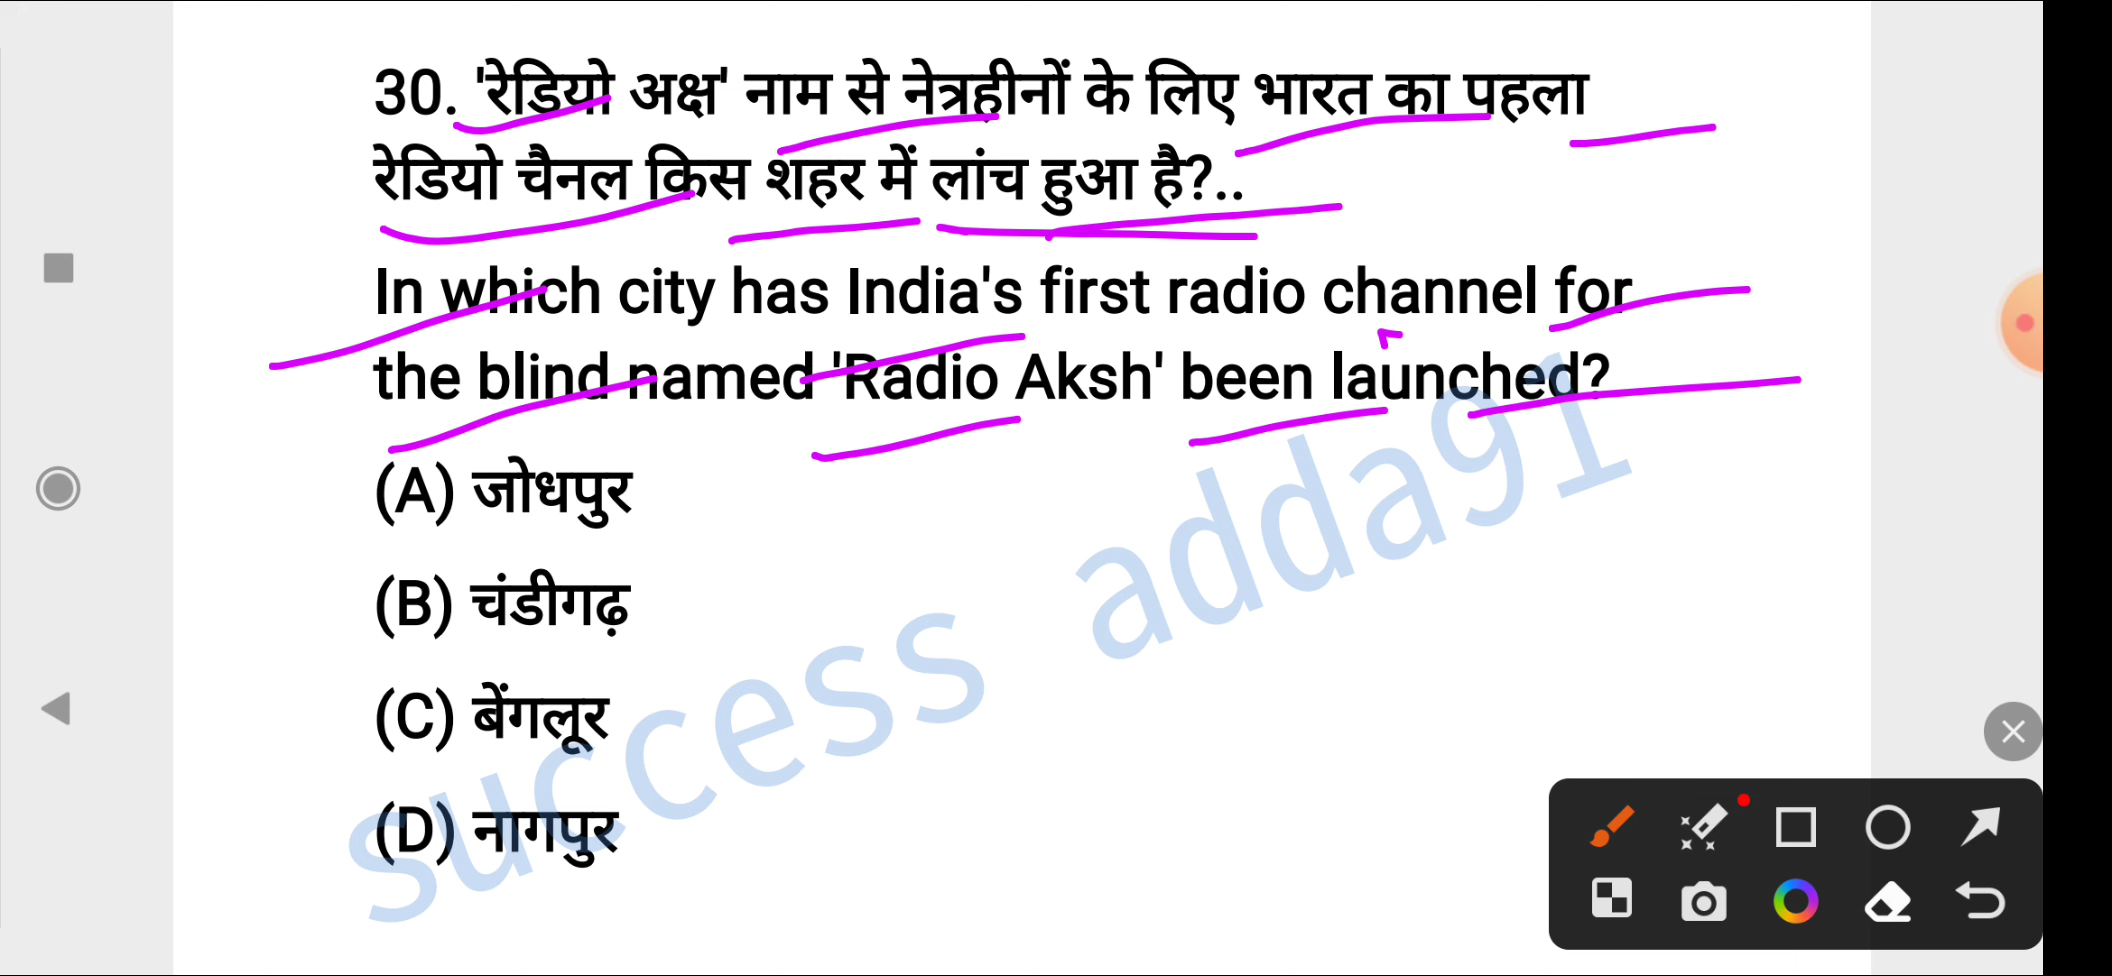 30. 'रेडियो अक्ष' नाम से नेत्रहीनों के लिए भारत का पहला
रेडियो चैनल किस शहर में लांच हुआ है?..
In which city has India's first radio channel for
the blind named 'Radio Aksh' been launched?
(A) जोधपुर
(B) चंडीगढ़
(C) बेंगलूर
(D) नागपुर
success adda91